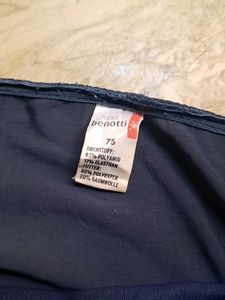 benotti
75
OBERSTOFF:
83% POLYAMID
17% ELASTHAN
FUTTER:
80% POLYESTER
20% BAUMWOLLE